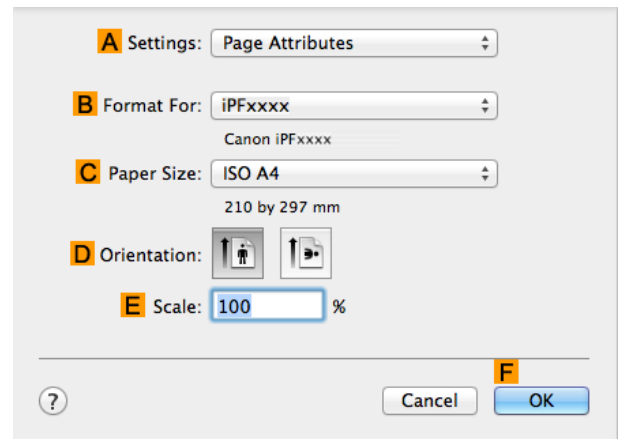 A Settings: Page Attributes
B Format For: iPFxxxx
Canon iPFxxxx
C Paper Size: ISO A4
210 by 297 mm
D Orientation:
E Scale: 100 %
F
? Cancel OK